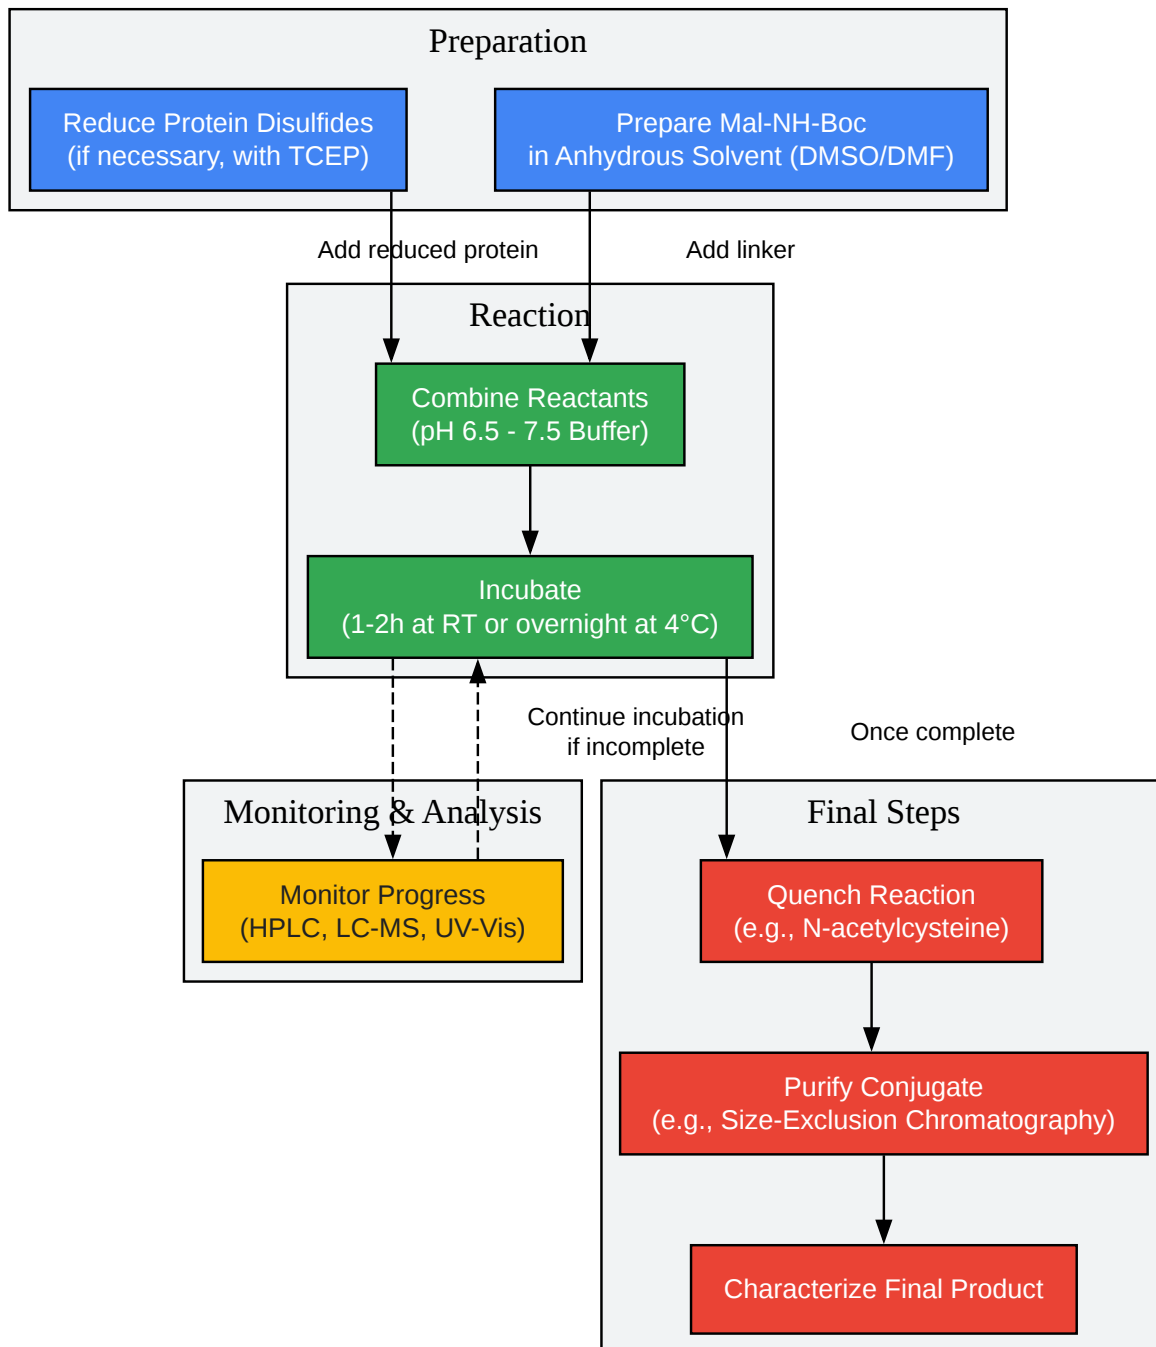 Preparation
Reduce Protein Disulfides
(if necessary, with TCEP)
Prepare Mal-NH-Boc
in Anhydrous Solvent (DMSO/DMF)
Add reduced protein
Add linker
Reaction
Combine Reactants
(pH 6.5 - 7.5 Buffer)
Incubate
(1-2h at RT or overnight at 4°C)
Continue incubation
if incomplete
Once complete
Monitoring & Analysis
Monitor Progress
(HPLC, LC-MS, UV-Vis)
Final Steps
Quench Reaction
(e.g., N-acetylcysteine)
Purify Conjugate
(e.g., Size-Exclusion Chromatography)
Characterize Final Product